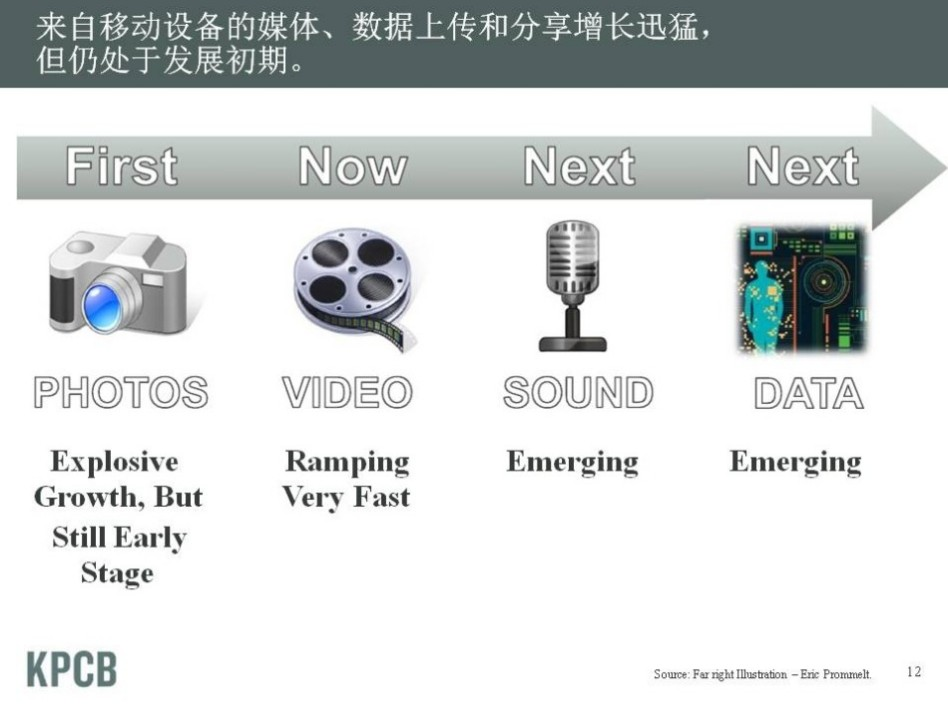 来自移动设备的媒体、数据上传和分享增长迅猛，
但仍处于发展初期。
First Now Next Next
PHOTOS VIDEO SOUND DATA
Explosive Ramping Emerging Emerging
Growth, But Very Fast
Still Early
Stage
KPCB
Source: Far right Illustration – Eric Prommelt.
12